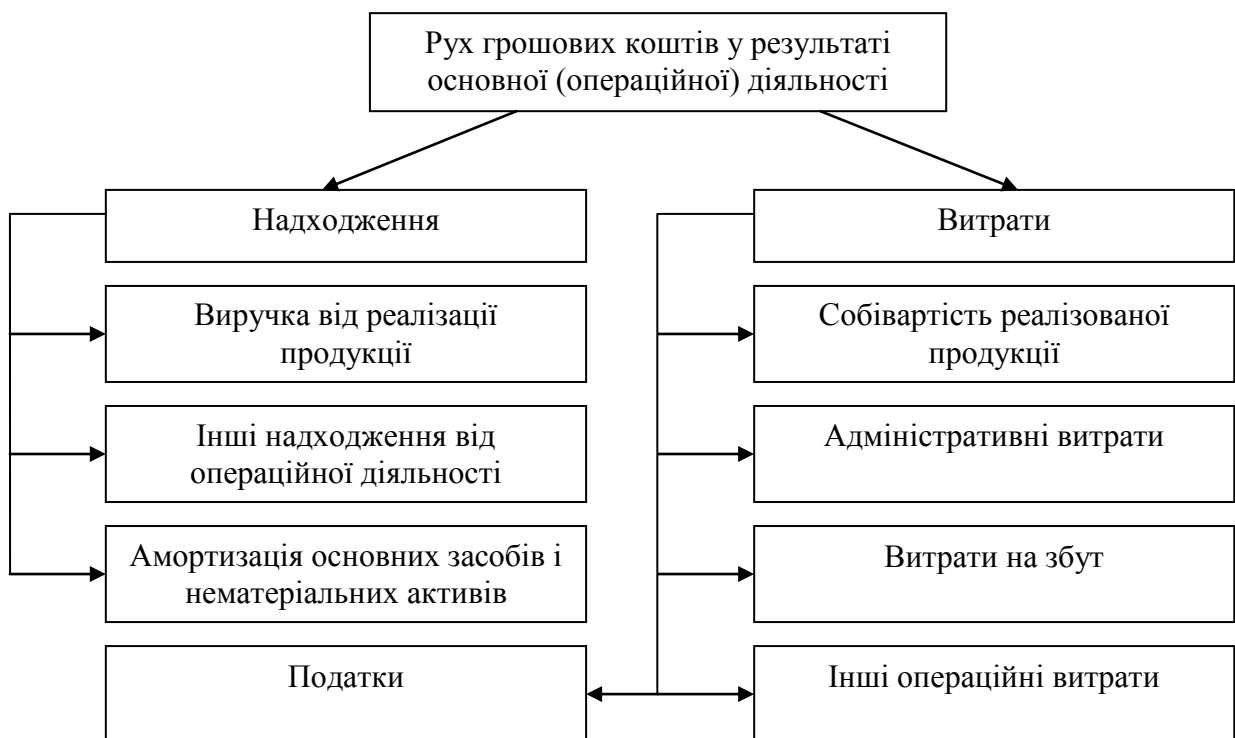 Рух грошових коштів у результаті
основної (операційної) діяльності
Надходження
Витрати
Виручка від реалізації
продукції
Собівартість реалізованої
продукції
Інші надходження від
операційної діяльності
Адміністративні витрати
Амортизація основних засобів і
нематеріальних активів
Витрати на збут
Податки
Інші операційні витрати